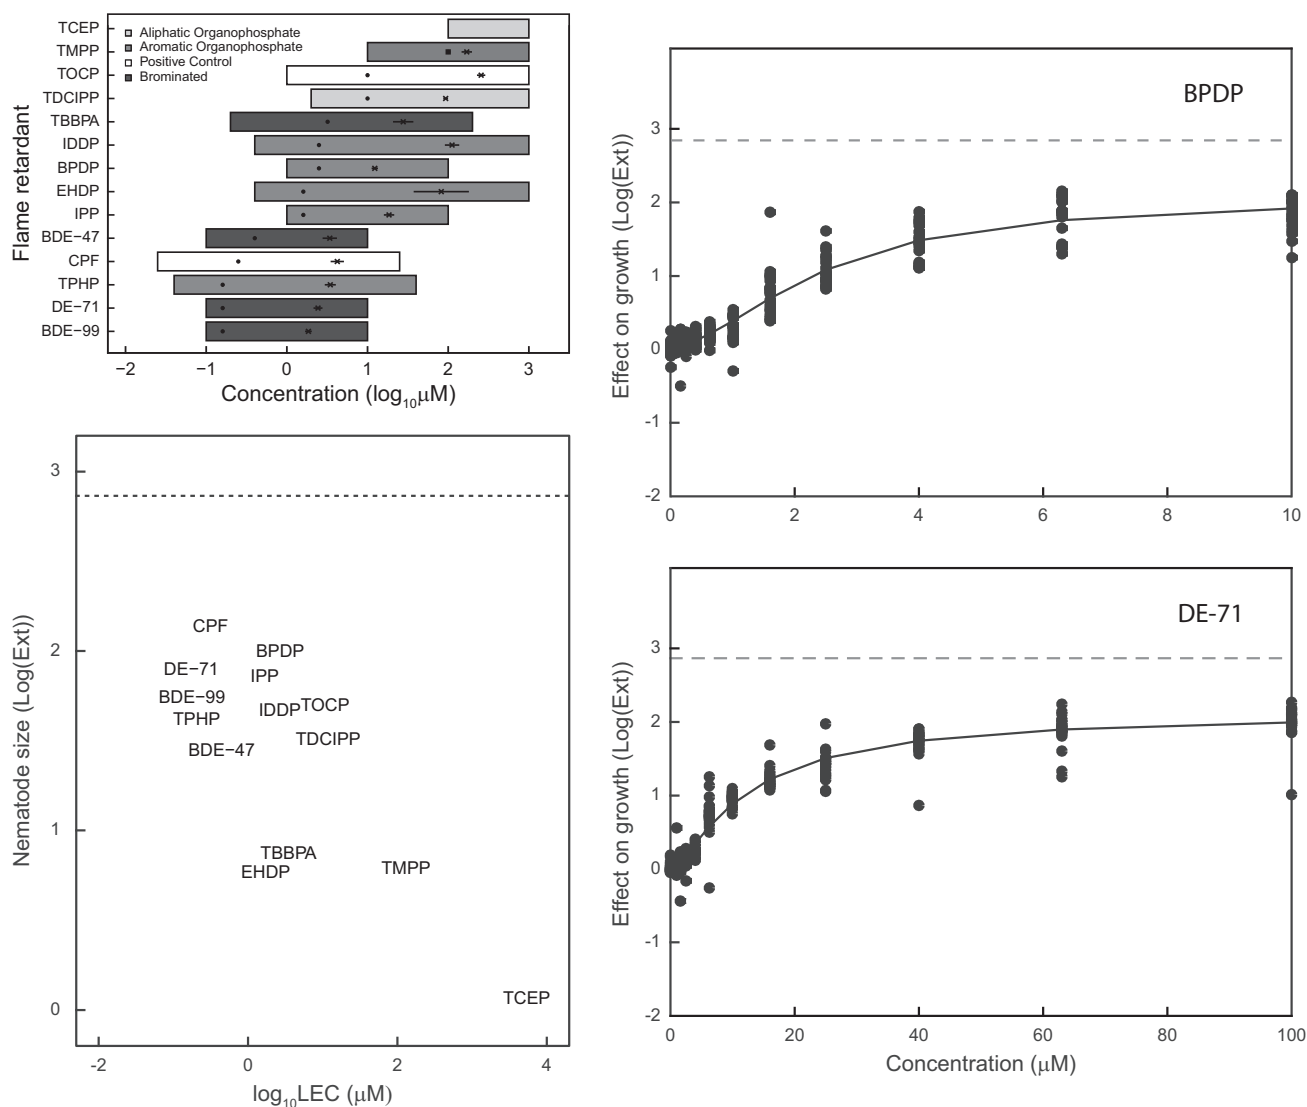 TCEP
TMPP
TOCP
TDCIPP
TBBPA
IDDP
BPDP
EHDP
IPP
BDE−47
CPF
TPHP
DE−71
BDE−99
Flame retardant
Aliphatic Organophosphate
Aromatic Organophosphate
Positive Control
Brominated
−2 −1 0 1 2 3
Concentration (log10μM)
BPDP
3
2
1
0
-1
-2
Effect on growth (Log(Ext))
0 2 4 6 8 10
3
2
1
0
Nematode size (Log(Ext))
CPF
BPDP
DE−71
IPP
BDE−99
TOCP
IDDP
TPHP
TDCIPP
BDE−47
TBBPA
EHDP
TMPP
TCEP
-2 0 2 4
log10LEC (μM)
DE-71
3
2
1
0
-1
-2
Effect on growth (Log(Ext))
0 20 40 60 80 100
Concentration (μM)